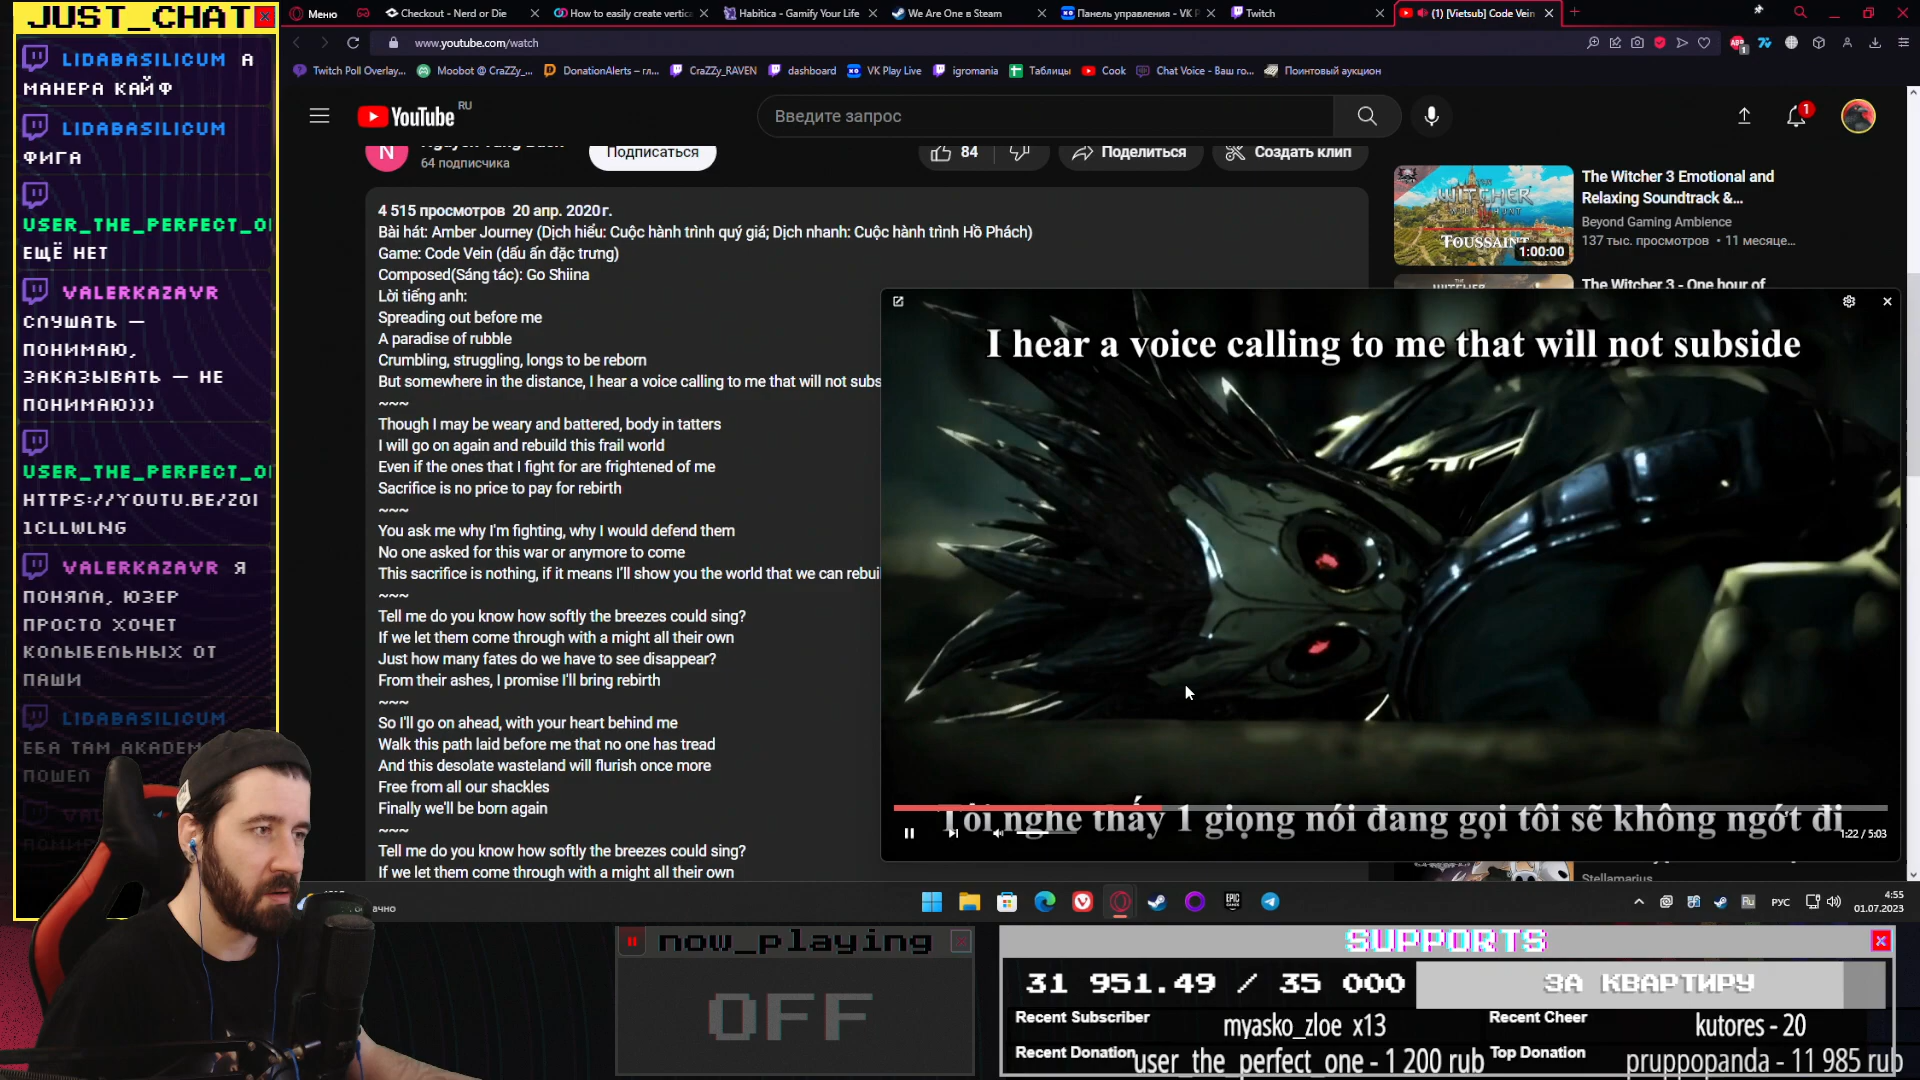 JUST_CHAT
LIDABASILICUM А
МАНЕРА КАЙФ
LIDABASILICUM
ФИГА
USER_THE_PERFECT_O
ЕЩЁ НЕТ
VALERKAZAVR
СЛУШАТЬ —
ПОНИМАЮ,
ЗАКАЗЫВАТЬ — НЕ
ПОНИМАЮ)))
USER_THE_PERFECT_O
VALERKAZAVR Я
ПОНЯЛА, ЮЗЕР
ПРОСТО ХОЧЕТ
КОЛЫБЕЛЬНЫХ ОТ
ПАШИ
LIDABASILICUM
ЕБА ТАМ АКАДЕМ
ПОШЕЛ
Меню
Checkout - Nerd or Die
How to easily create vertica
Habitica - Gamify Your Life
We Are One в Steam
Панель управления - VK P
Twitch
(1) [Vietsub] Code Vein
www.youtube.com/watch
Twitch Poll Overlay...
Moobot @ CraZZy_...
DonationAlerts – гл...
CraZZy_RAVEN
dashboard
VK Play Live
igromania
Таблицы
Cook
Chat Voice - Ваш го...
Поинтовый аукцион
YouTube RU
Введите запрос
1
N
64 подписчика
Подписаться
84
Поделиться
Создать клип
4 515 просмотров 20 апр. 2020 г.
Bài hát: Amber Journey (Dịch hiểu: Cuộc hành trình quý giá; Dịch nhanh: Cuộc hành trình Hồ Phách)
Game: Code Vein (dấu ấn đặc trưng)
Composed(Sáng tác): Go Shiina
Lời tiếng anh:
Spreading out before me
A paradise of rubble
Crumbling, struggling, longs to be reborn
But somewhere in the distance, I hear a voice calling to me that will not subs
~~~
Though I may be weary and battered, body in tatters
I will go on again and rebuild this frail world
Even if the ones that I fight for are frightened of me
Sacrifice is no price to pay for rebirth
~~~
You ask me why I'm fighting, why I would defend them
No one asked for this war or anymore to come
This sacrifice is nothing, if it means I'll show you the world that we can rebui
~~~
Tell me do you know how softly the breezes could sing?
If we let them come through with a might all their own
Just how many fates do we have to see disappear?
From their ashes, I promise I'll bring rebirth
~~~
So I'll go on ahead, with your heart behind me
Walk this path laid before me that no one has tread
And this desolate wasteland will flurish once more
Free from all our shackles
Finally we'll be born again
~~~
Tell me do you know how softly the breezes could sing?
If we let them come through with a might all their own
WITCHER
TOUSSAINT
1:00:00
The Witcher 3 Emotional and
Relaxing Soundtrack &...
Beyond Gaming Ambience
137 тыс. просмотров • 11 месяце...
The Witcher 3 - One hour of
I hear a voice calling to me that will not subside
Tôi nghe thấy 1 giọng nói đang gọi tôi sẽ không ngớt đi
1:22 / 5:03
Stellamarius
EPIC
Ru
РУС
4:55
01.07.2023
now_playing
OFF
SUPPORTS
31 951.49 / 35 000
ЗА КВАРТИРУ
Recent Subscriber
myasko_zloe x13
Recent Cheer
kutores - 20
Recent Donation
user_the_perfect_one - 1 200 rub
Top Donation
pruppopanda - 11 985 rub